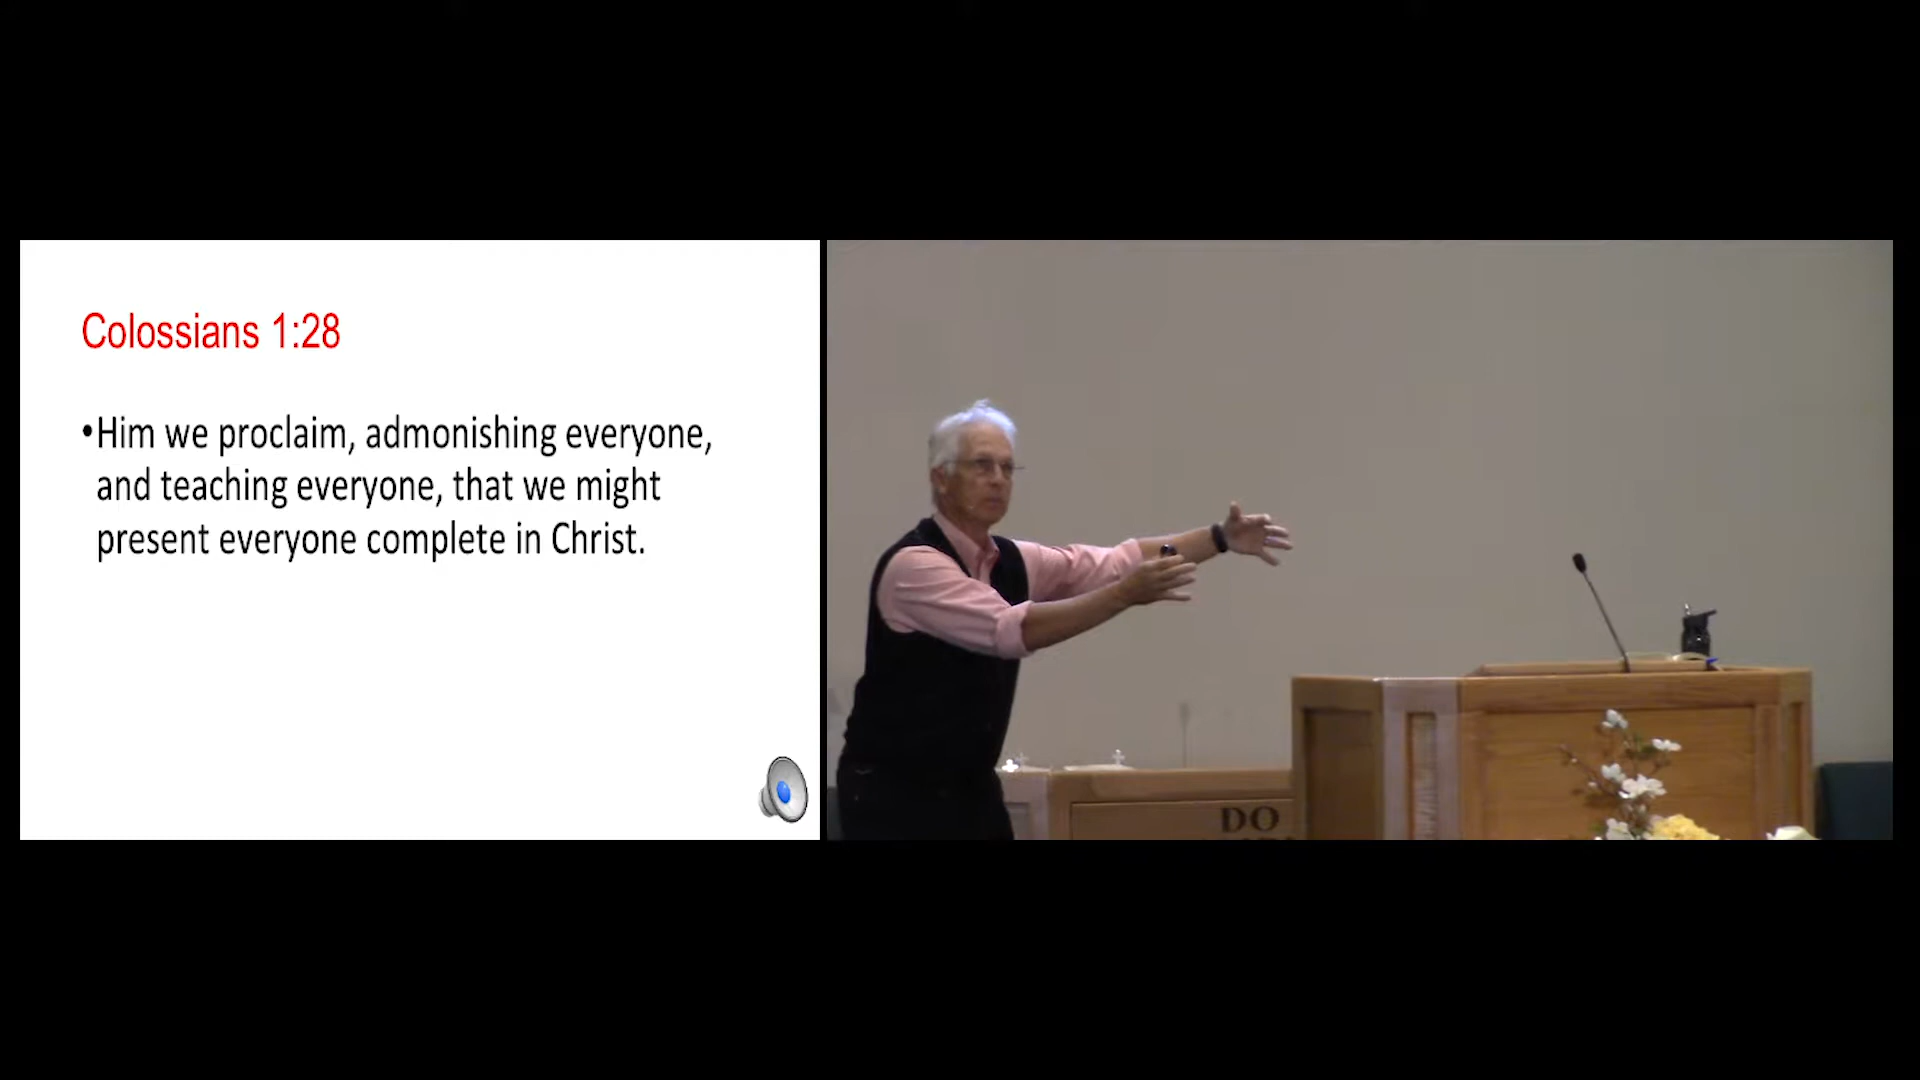 Colossians 1:28
•Him we proclaim, admonishing everyone,
and teaching everyone, that we might
present everyone complete in Christ.
DO